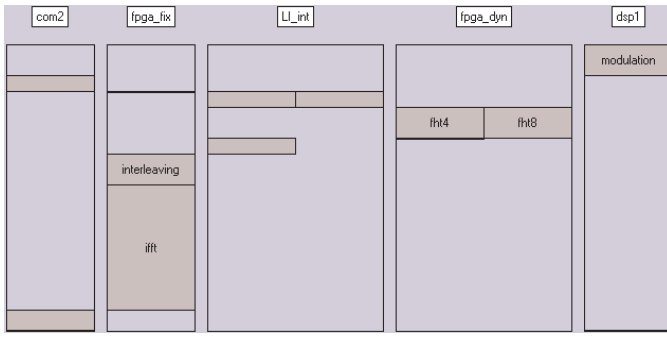 com2 fpga_fix LI_int fpga_dyn dsp1
modulation
fht4 fht8
interleaving
ifft